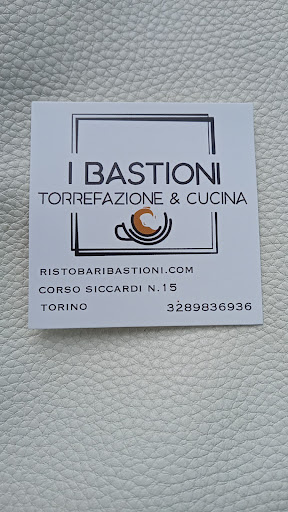 I BASTIONI
TORREFAZIONE & CUCINA
RISTOBARIBASTIONI.COM
CORSO SICCARDI N.15
TORINO 3289836936